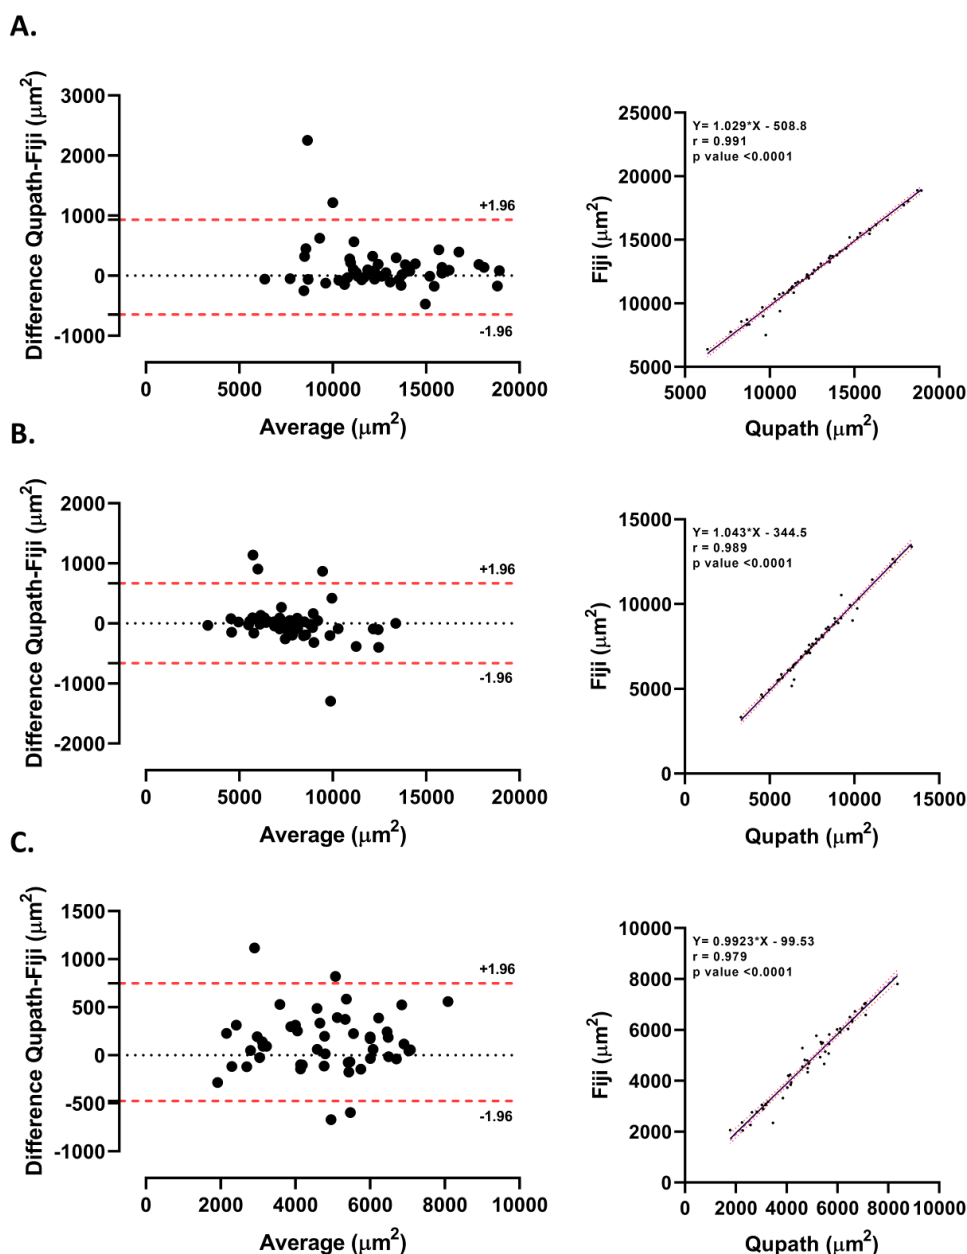 A.
Difference Qupath-Fiji (μm²)
3000
2000
1000
0
-1000
+1.96
-1.96
0
5000
10000
15000
20000
Average (μm²)
Fiji (μm²)
25000
20000
15000
10000
5000
Y= 1.029*X - 508.8
r = 0.991
p value <0.0001
5000
10000
15000
20000
Qupath (μm²)
B.
Difference Qupath-Fiji (μm²)
2000
1000
0
-1000
-2000
+1.96
-1.96
0
5000
10000
15000
20000
Average (μm²)
Fiji (μm²)
15000
10000
5000
0
Y= 1.043*X - 344.5
r = 0.989
p value <0.0001
0
5000
10000
15000
Qupath (μm²)
C.
Difference Qupath-Fiji (μm²)
1500
1000
500
0
-500
-1000
+1.96
-1.96
0
2000
4000
6000
8000
10000
Average (μm²)
Fiji (μm²)
10000
8000
6000
4000
2000
0
Y= 0.9923*X - 99.53
r = 0.979
p value <0.0001
0
2000
4000
6000
8000
10000
Qupath (μm²)